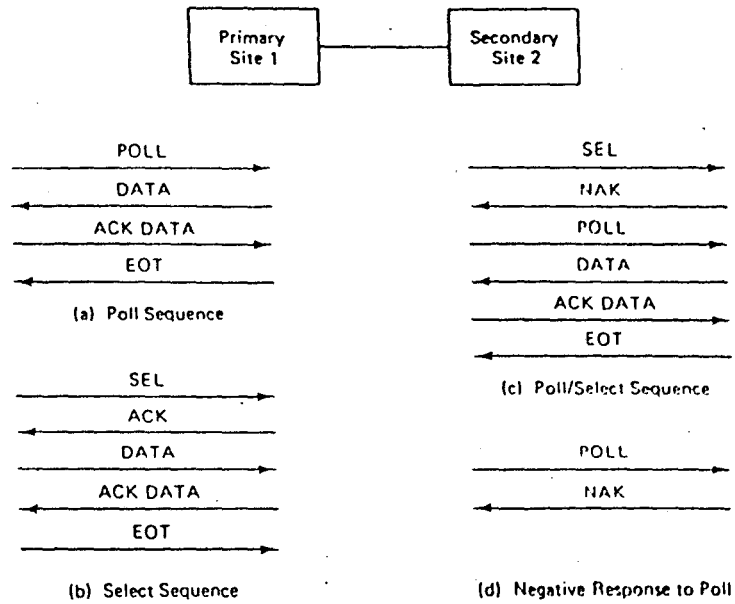 Primary
Site 1
Secondary
Site 2
POLL
DATA
ACK DATA
EOT
(a) Poll Sequence
SEL
ACK
DATA
ACK DATA
EOT
(b) Select Sequence
SEL
NAK
POLL
DATA
ACK DATA
EOT
(c) Poll/Select Sequence
POLL
NAK
(d) Negative Response to Poll